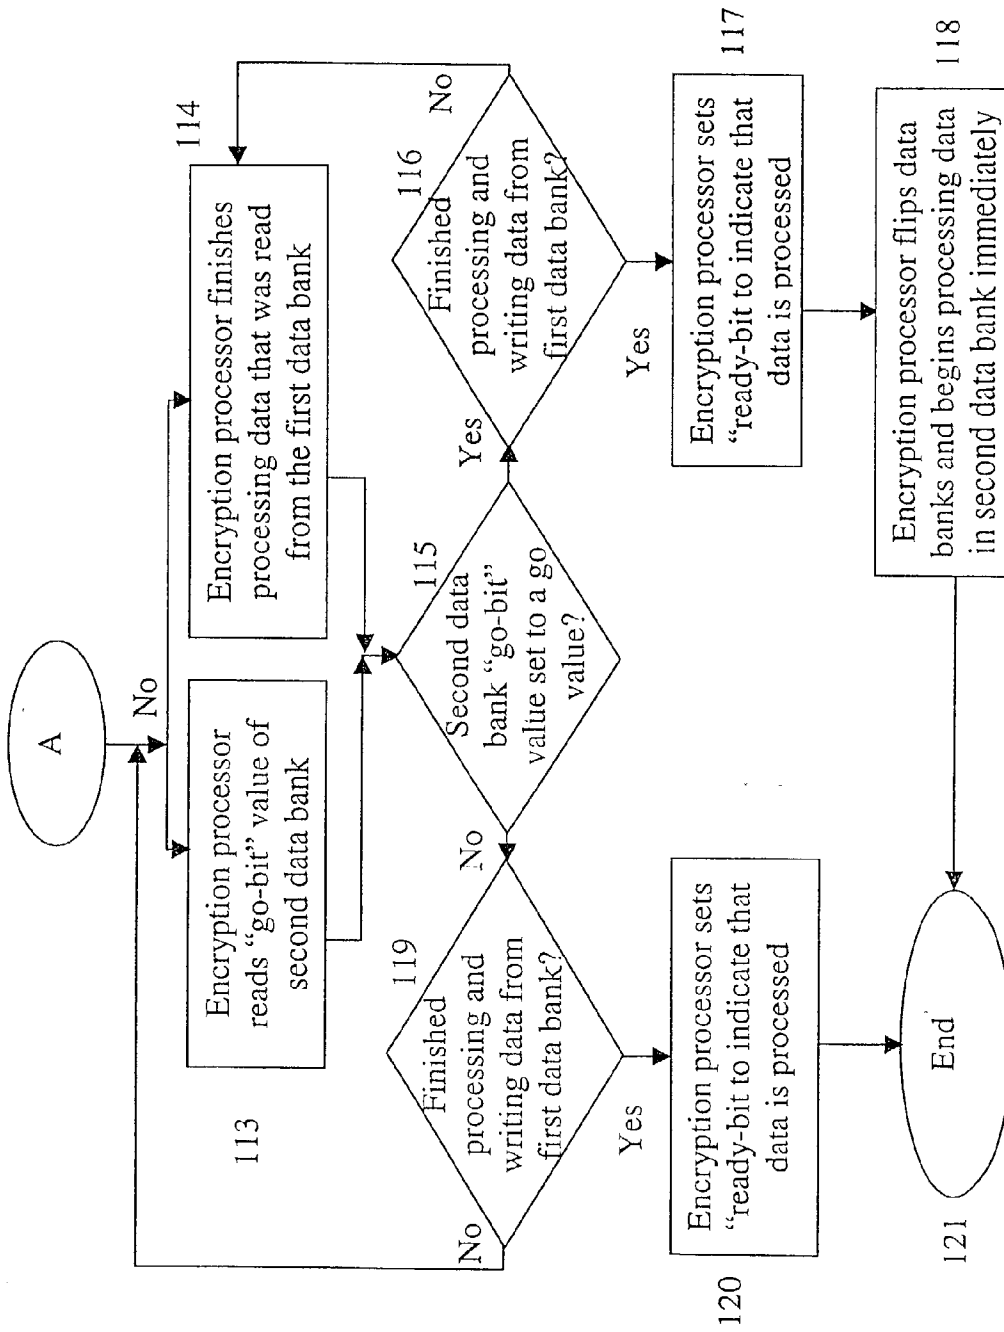 A
No
Encryption processor
reads “go-bit” value of
second data bank
113
Encryption processor finishes
processing data that was read
from the first data bank
114
Second data
bank “go-bit”
value set to a go
value?
115
No
Yes
Finished
processing and
writing data from
first data bank?
119
No
Yes
Finished
processing and
writing data from
first data bank?
116
No
Yes
Encryption processor sets
“ready-bit to indicate that
data is processed
120
Encryption processor sets
“ready-bit to indicate that
data is processed
117
Encryption processor flips data
banks and begins processing data
in second data bank immediately
118
End
121